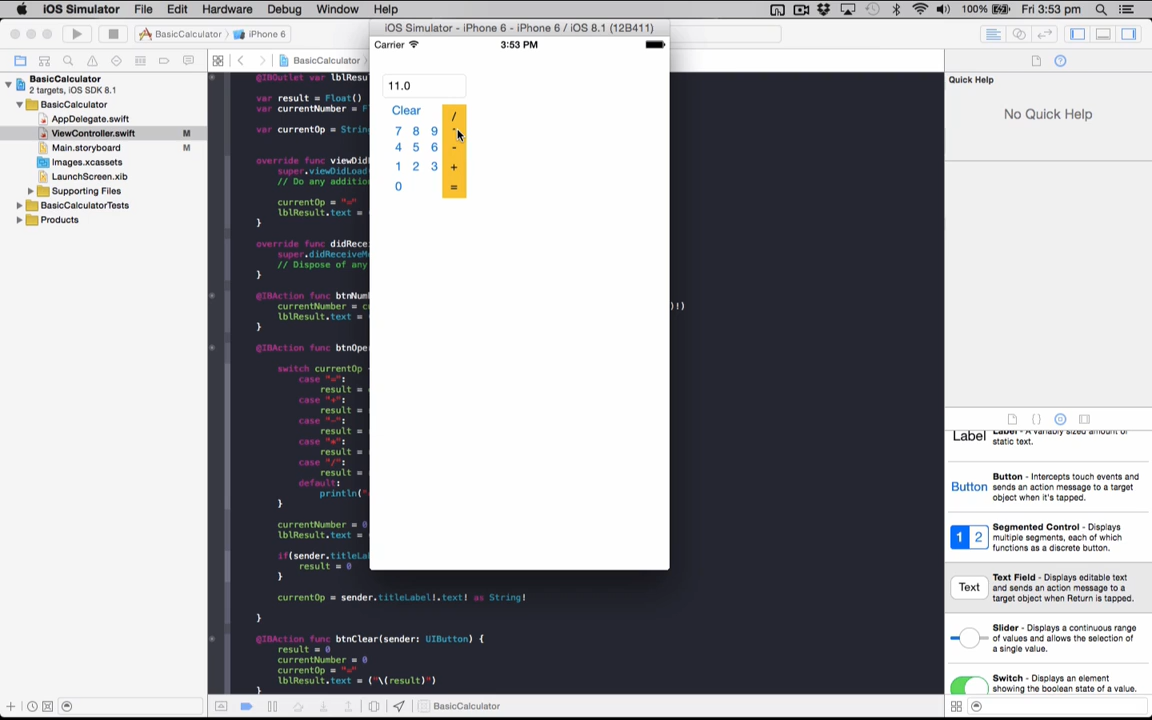 iOS Simulator File Edit Hardware Debug Window Help 100% Fri 3:53 pm
iOS Simulator - iPhone 6 - iPhone 6 / iOS 8.1 (12B411)
BasicCalculator iPhone 6
Carrier 3:53 PM
BasicCalculator
2 targets, iOS SDK 8.1
BasicCalculator
AppDelegate.swift
ViewController.swift M
Main.storyboard M
Images.xcassets
LaunchScreen.xib
Supporting Files
BasicCalculatorTests
Products
BasicCalculator
@IBOutlet var lblResu
var result = Float()
var currentNumber = F
var currentOp = Strin
override func viewDid
super.viewDidLoad
// Do any additio
currentOp = "="
lblResult.text =
}
override func didRece
super.didReceiveM
// Dispose of any
}
@IBAction func btnNum
currentNumber = c )!)
lblResult.text =
}
@IBAction func btnOpe
switch currentOp
case "=":
result =
case "+":
result =
case "-":
result =
case "*":
result =
case "/":
result =
default:
println("
}
currentNumber = 0
lblResult.text =
if(sender.titleLa
result = 0
}
currentOp = sender.titleLabel!.text! as String!
}
@IBAction func btnClear(sender: UIButton) {
result = 0
currentNumber = 0
currentOp = "="
lblResult.text = ("\(result)")
}
11.0
Clear /
7 8 9
4 5 6 -
1 2 3 +
0 =
Quick Help
No Quick Help
Label Label - A variably sized amount of
static text.
Button Button - Intercepts touch events and
sends an action message to a target
object when it's tapped.
1 2 Segmented Control - Displays
multiple segments, each of which
functions as a discrete button.
Text Text Field - Displays editable text
and sends an action message to a
target object when Return is tapped.
Slider - Displays a continuous range
of values and allows the selection of
a single value.
Switch - Displays an element
showing the boolean state of a value.
BasicCalculator